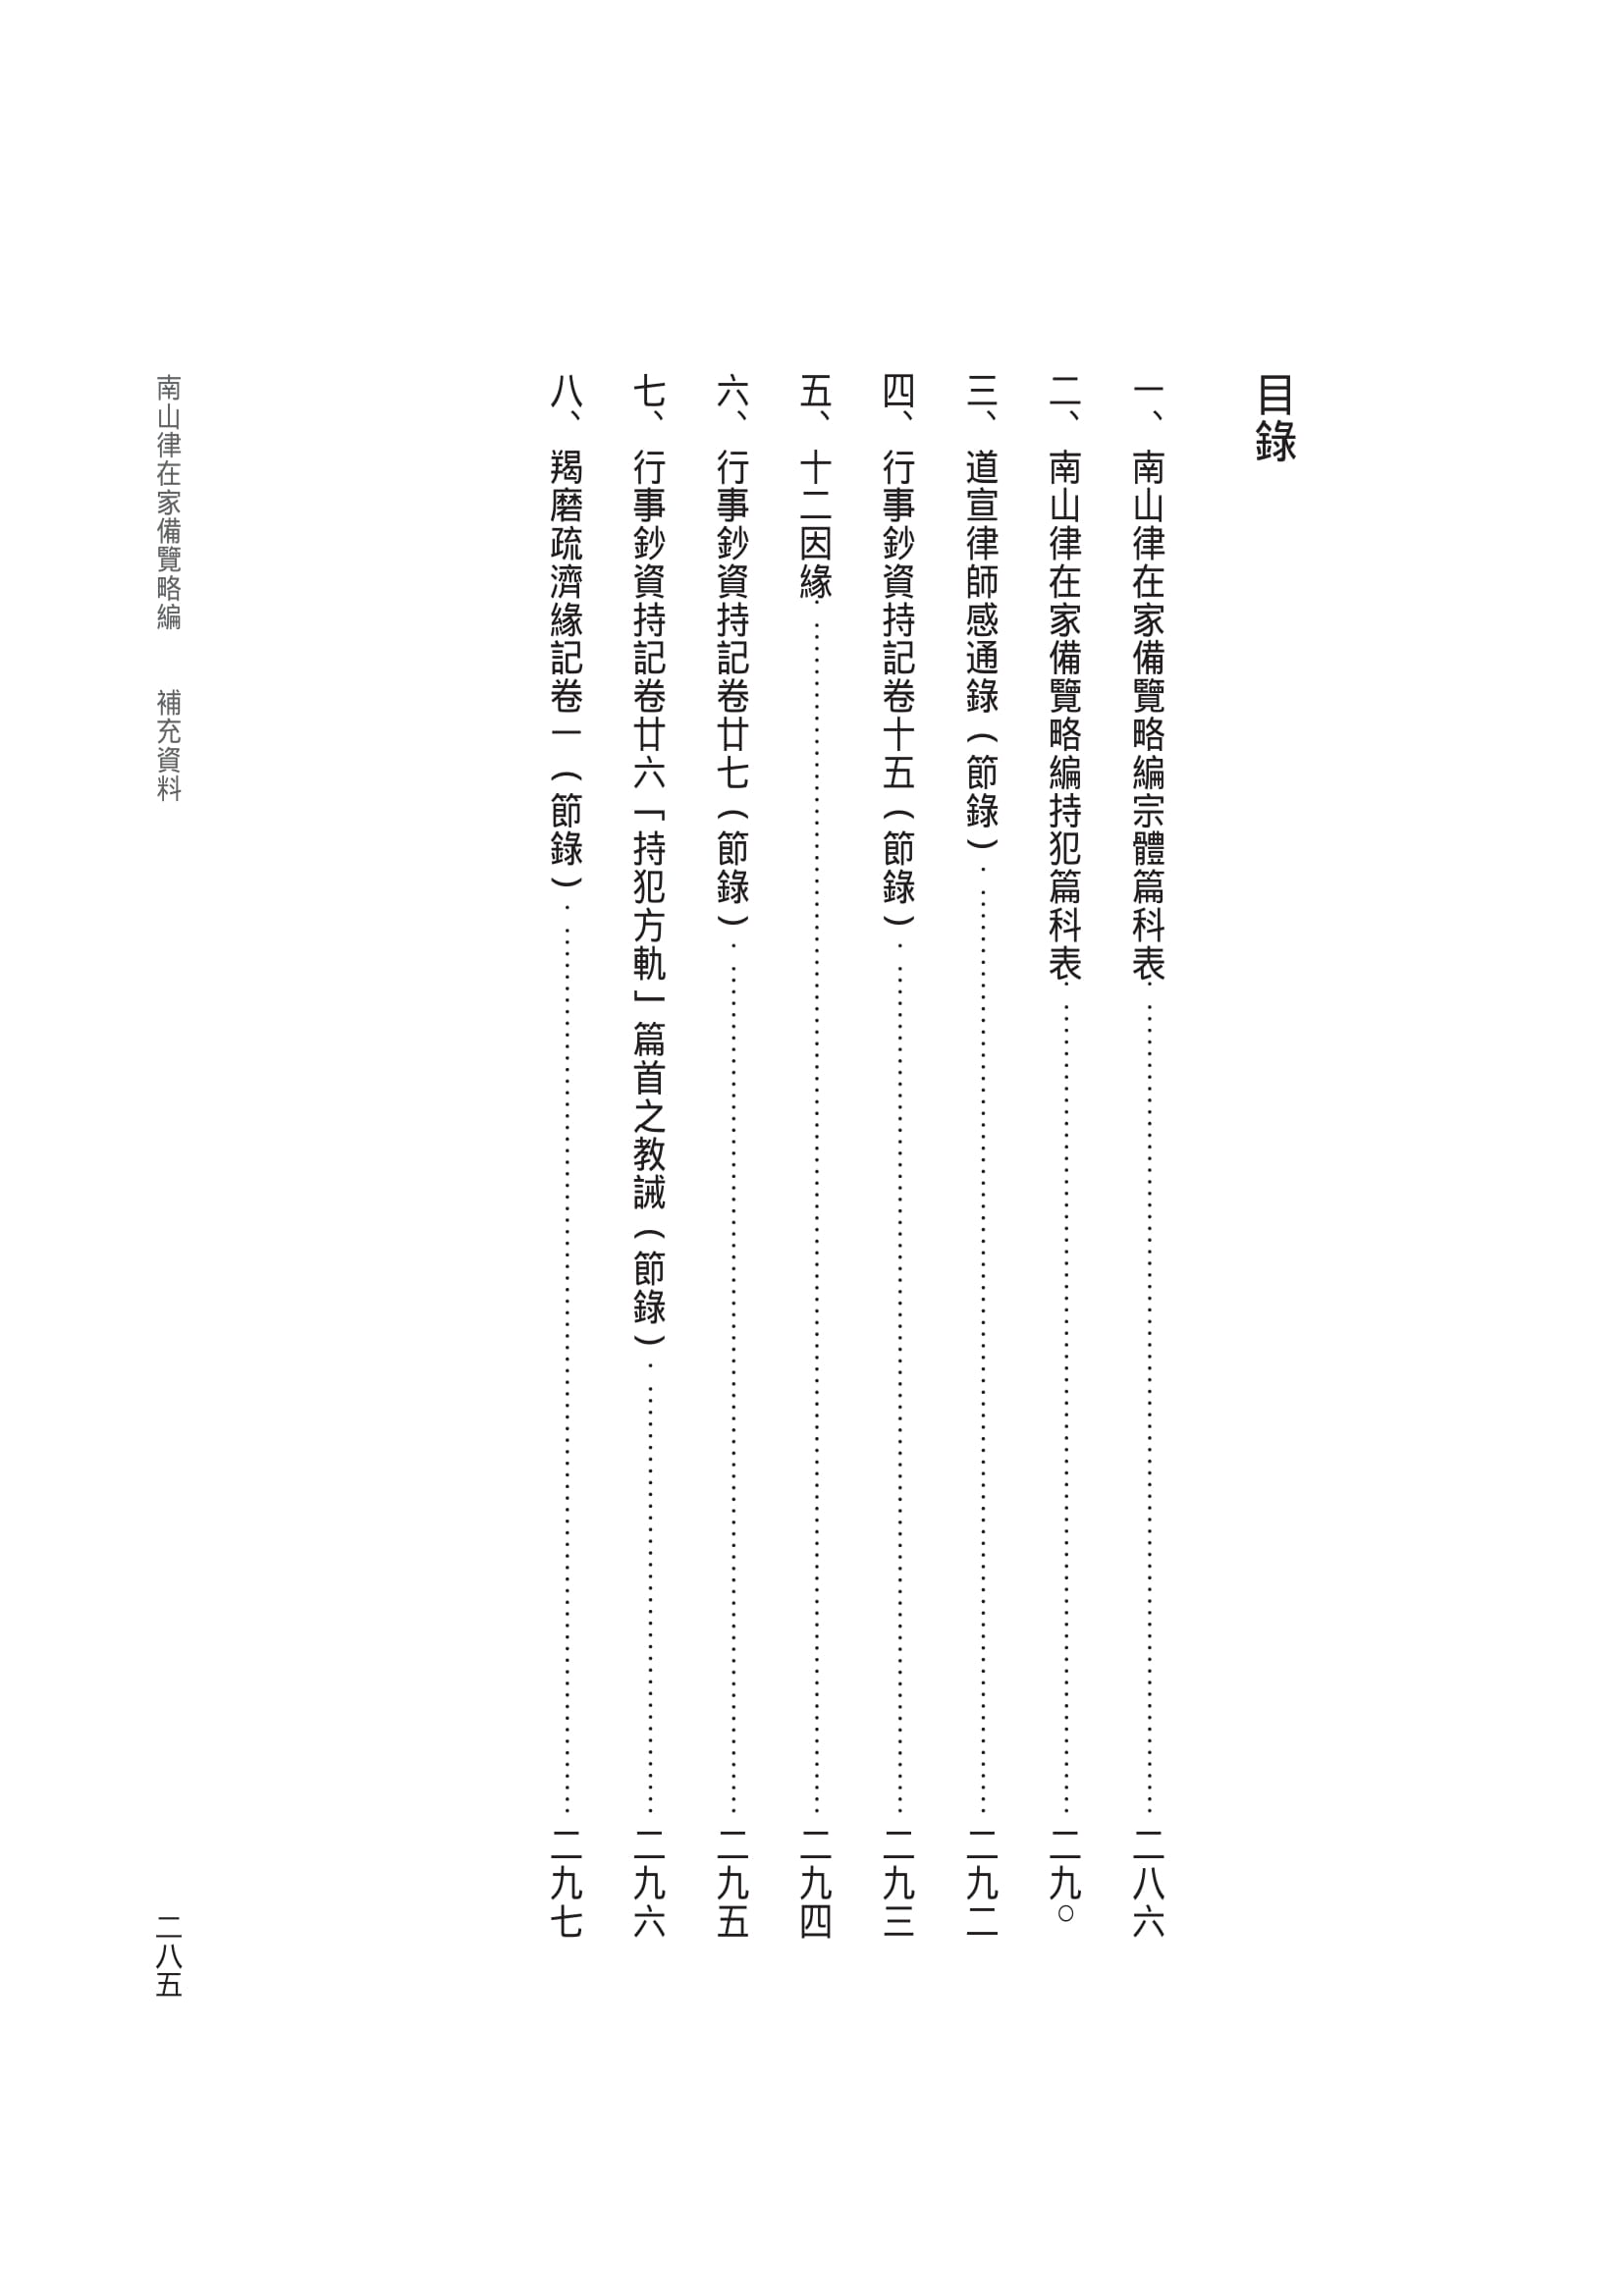 目錄
一、南山律在家備覽略編宗體篇科表⋯⋯⋯⋯⋯⋯⋯⋯⋯⋯二八六
二、南山律在家備覽略編持犯篇科表⋯⋯⋯⋯⋯⋯⋯⋯⋯⋯二九○
三、道宣律師感通錄（節錄）⋯⋯⋯⋯⋯⋯⋯⋯⋯⋯二九二
四、行事鈔資持記卷十五（節錄）⋯⋯⋯⋯⋯⋯⋯⋯⋯⋯二九三
五、十二因緣⋯⋯⋯⋯⋯⋯⋯⋯⋯⋯二九四
六、行事鈔資持記卷廿七（節錄）⋯⋯⋯⋯⋯⋯⋯⋯⋯⋯二九五
七、行事鈔資持記卷廿六「持犯方軌」篇首之教誡（節錄）⋯⋯⋯⋯⋯⋯二九六
八、羯磨疏濟緣記卷一（節錄）⋯⋯⋯⋯⋯⋯⋯⋯⋯⋯二九七
南山律在家備覽略編　補充資料
二八五